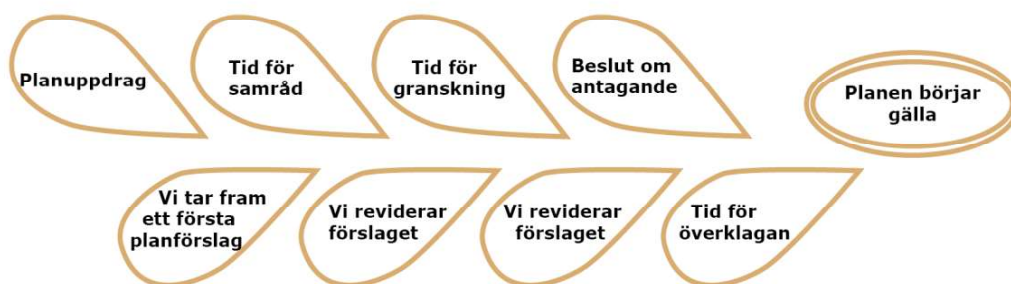 Planuppdrag
Tid för
samråd
Tid för
granskning
Beslut om
antagande
Planen börjar
gälla
Vi tar fram
ett första
planförslag
Vi reviderar
förslaget
Vi reviderar
förslaget
Tid för
överklagan